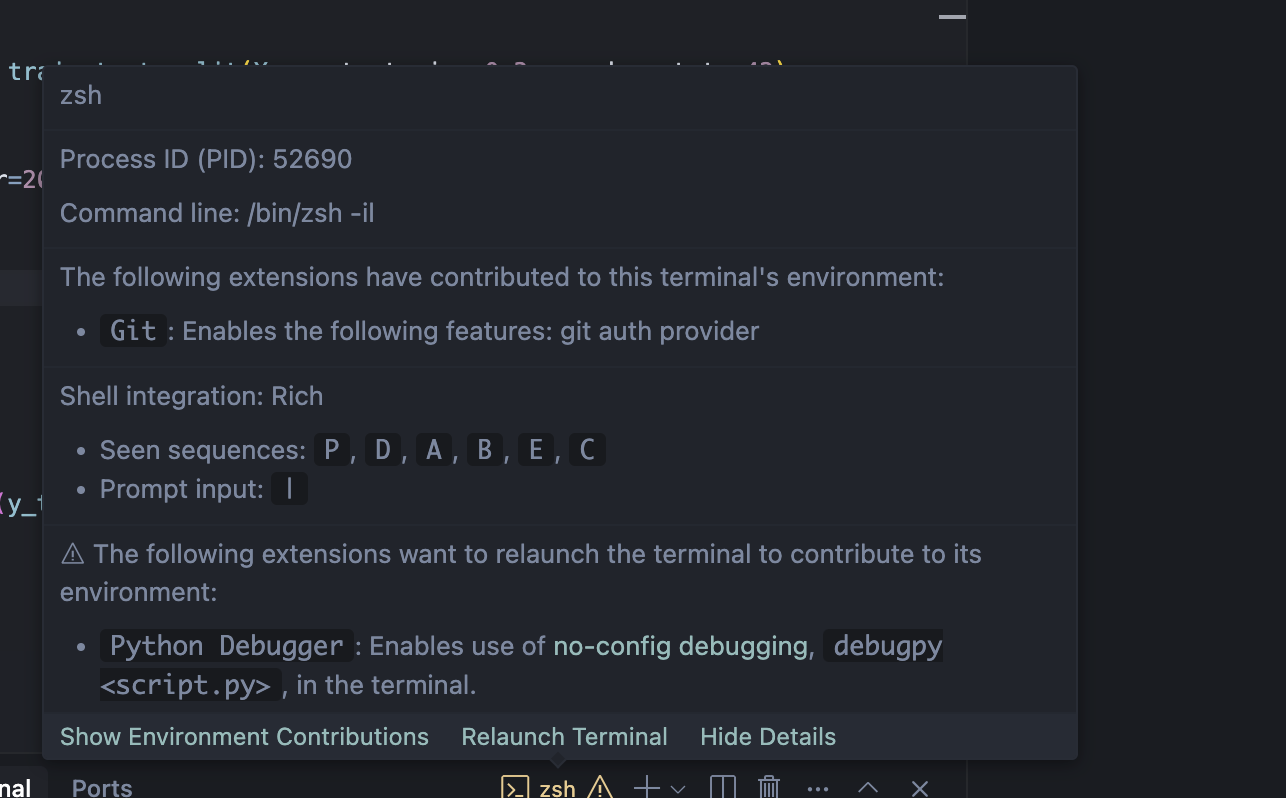 zsh
Process ID (PID): 52690
r=20
Command line: /bin/zsh -il
The following extensions have contributed to this terminal's environment:
• Git: Enables the following features: git auth provider
Shell integration: Rich
• Seen sequences: P, D, A, B, E, C
• Prompt input: |
(y_t
⚠ The following extensions want to relaunch the terminal to contribute to its
environment:
• Python Debugger: Enables use of no-config debugging, debugpy
<script.py>, in the terminal.
Show Environment Contributions Relaunch Terminal Hide Details
nal Ports zsh